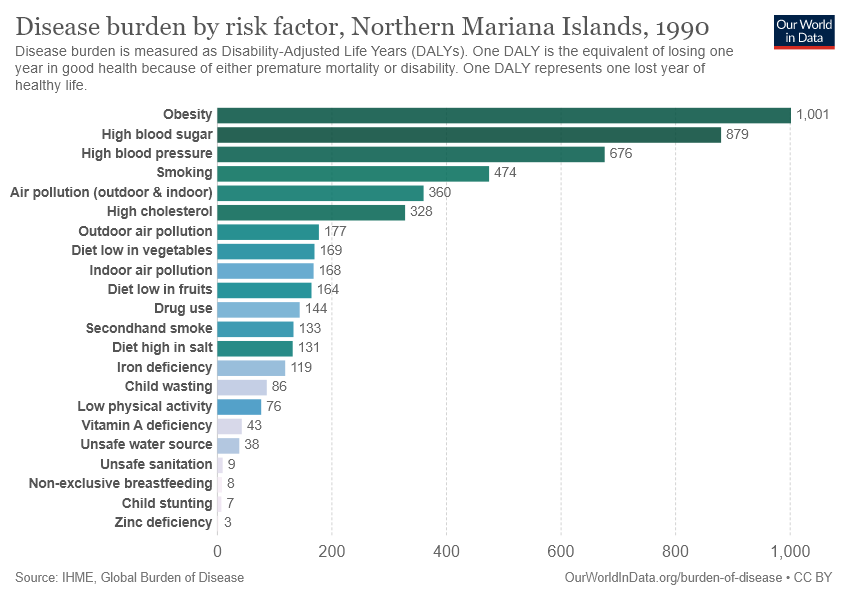 Disease burden by risk factor, Northern Mariana Islands, 1990
Our World
in Data
Disease burden is measured as Disability-Adjusted Life Years (DALYs). One DALY is the equivalent of losing one
year in good health because of either premature mortality or disability. One DALY represents one lost year of
healthy life.
Obesity 1,001
High blood sugar 879
High blood pressure 676
Smoking 474
Air pollution (outdoor & indoor) 360
High cholesterol 328
Outdoor air pollution 177
Diet low in vegetables 169
Indoor air pollution 168
Diet low in fruits 164
Drug use 144
Secondhand smoke 133
Diet high in salt 131
Iron deficiency 119
Child wasting 86
Low physical activity 76
Vitamin A deficiency 43
Unsafe water source 38
Unsafe sanitation 9
Non-exclusive breastfeeding 8
Child stunting 7
Zinc deficiency 3
0 200 400 600 800 1,000
Source: IHME, Global Burden of Disease
OurWorldInData.org/burden-of-disease • CC BY